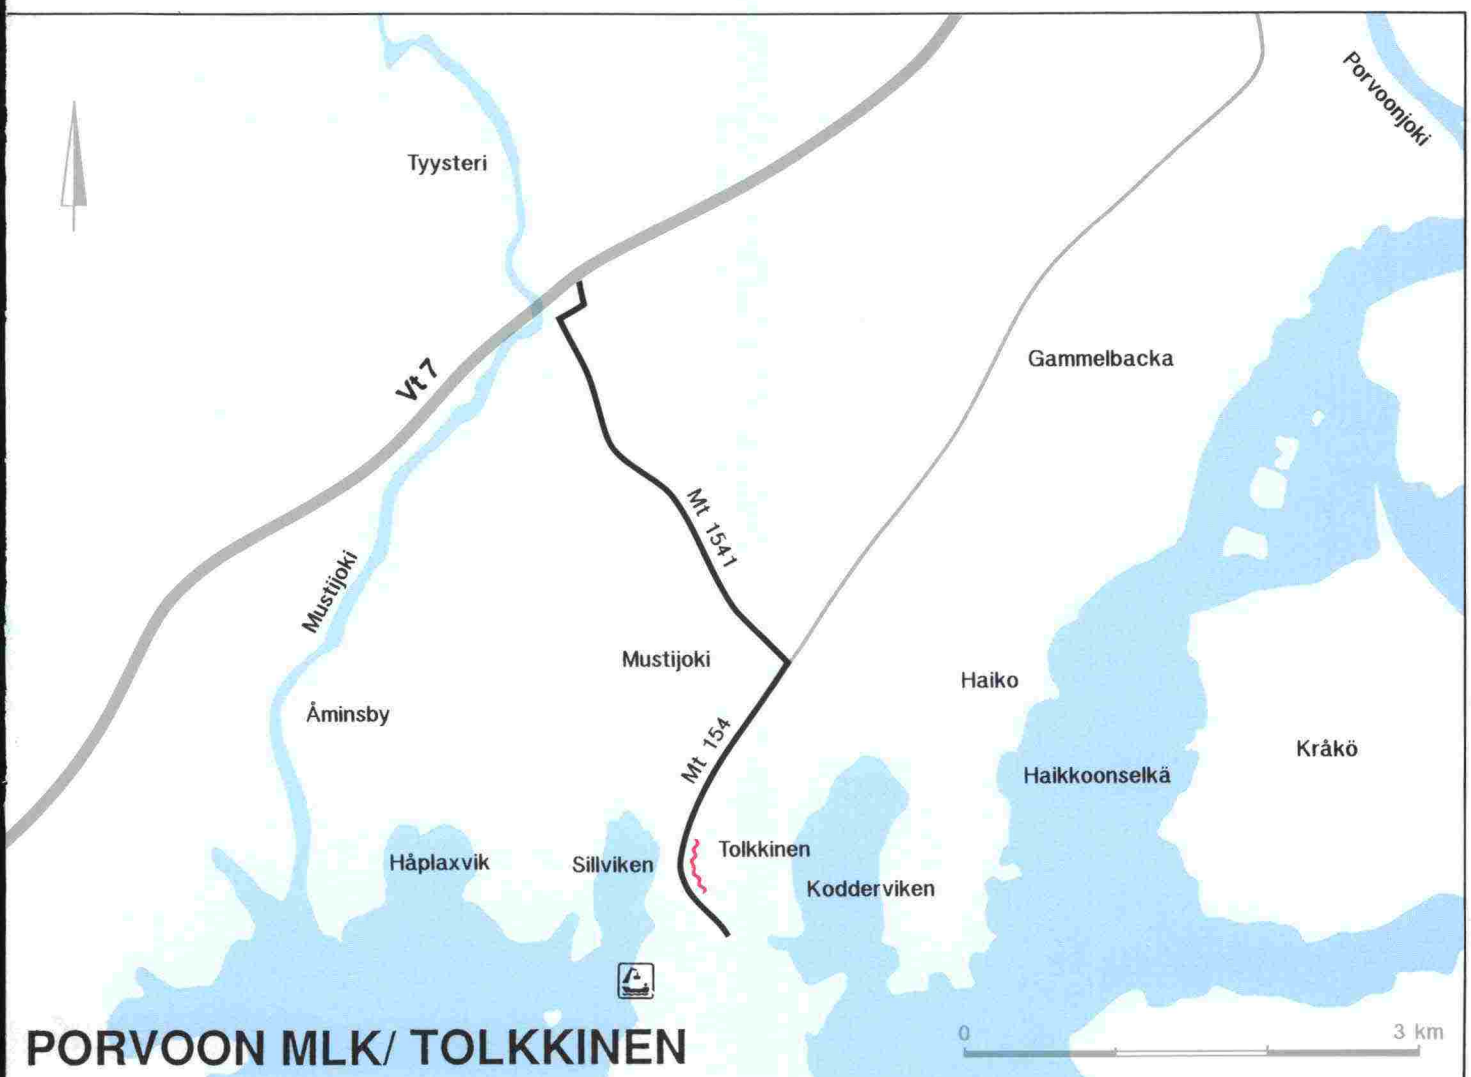 Porvoonjoki
Tyysteri
Gammelbacka
Vt 7
Mt 1541
Mustijoki
Mustijoki
Haiko
Åminsby
Mt 154
Kråkö
Haikkoonselkä
Tolkkinen
Håplaxvik
Sillviken
Kodderviken
0
3 km
PORVOON MLK/ TOLKKINEN